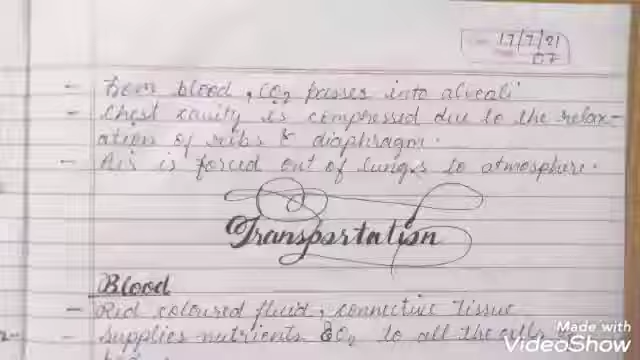 17/7/21
07
- from blood, CO2 passes into alveoli
- Chest cavity is compressed due to the relax-
ation of ribs & diaphragm.
- Air is forced out of lungs to atmosphere.
Transportation
Blood
- Red coloured fluid, connective tissue
- Supplies nutrients & O2 to all the cells
Made with
VideoShow